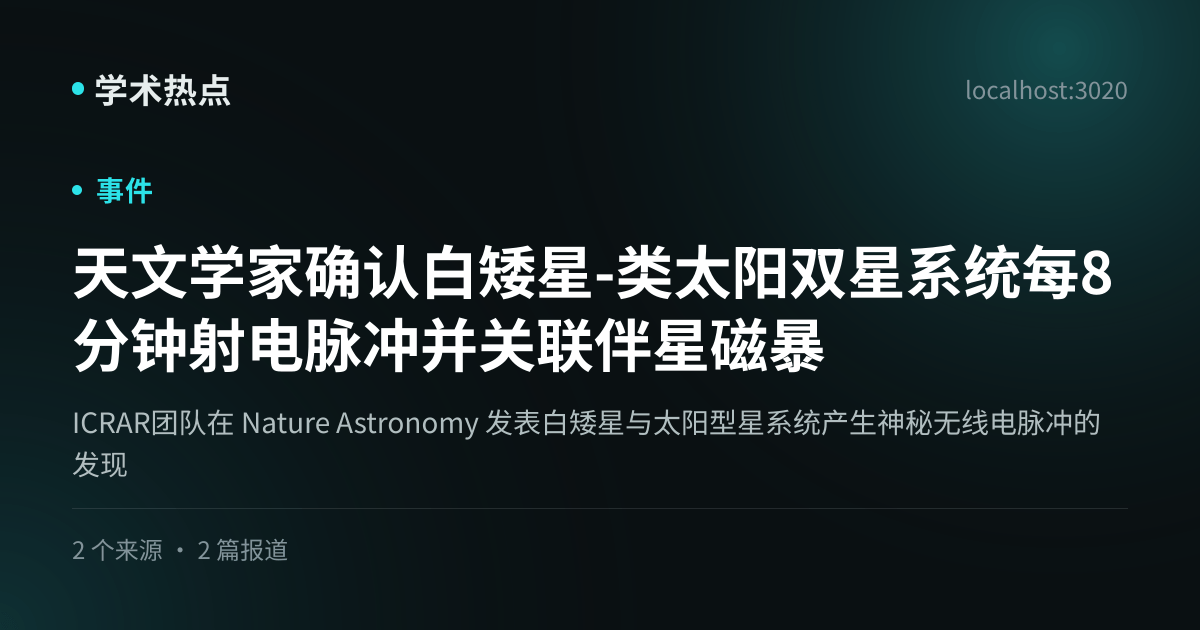 学术热点
localhost:3020
事件
天文学家确认白矮星-类太阳双星系统每8
分钟射电脉冲并关联伴星磁暴
ICRAR团队在 Nature Astronomy 发表白矮星与太阳型星系统产生神秘无线电脉冲的
发现
2 个来源 · 2 篇报道